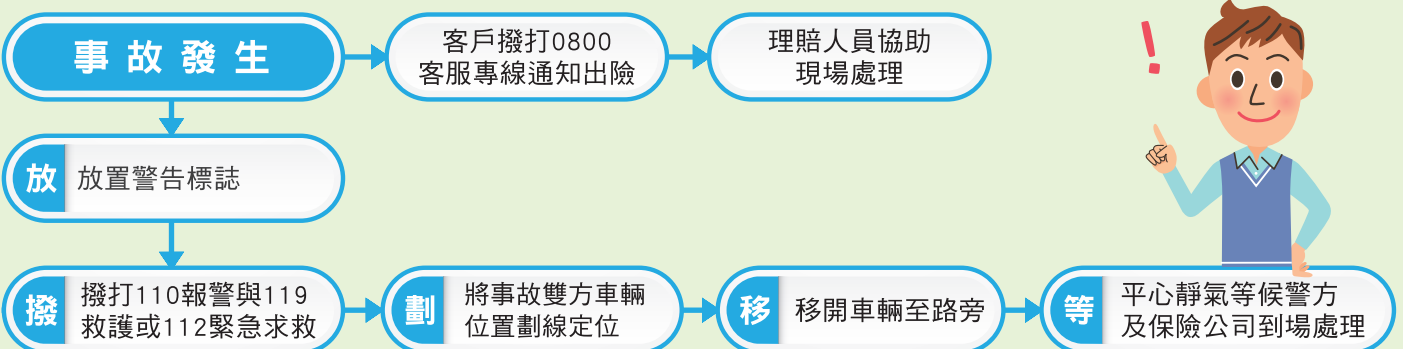 事故發生
客戶撥打0800
客服專線通知出險
理賠人員協助
現場處理
放
放置警告標誌
撥
撥打110報警與119
救護或112緊急求救
劃
將事故雙方車輛
位置劃線定位
移
移開車輛至路旁
等
平心靜氣等候警方
及保險公司到場處理